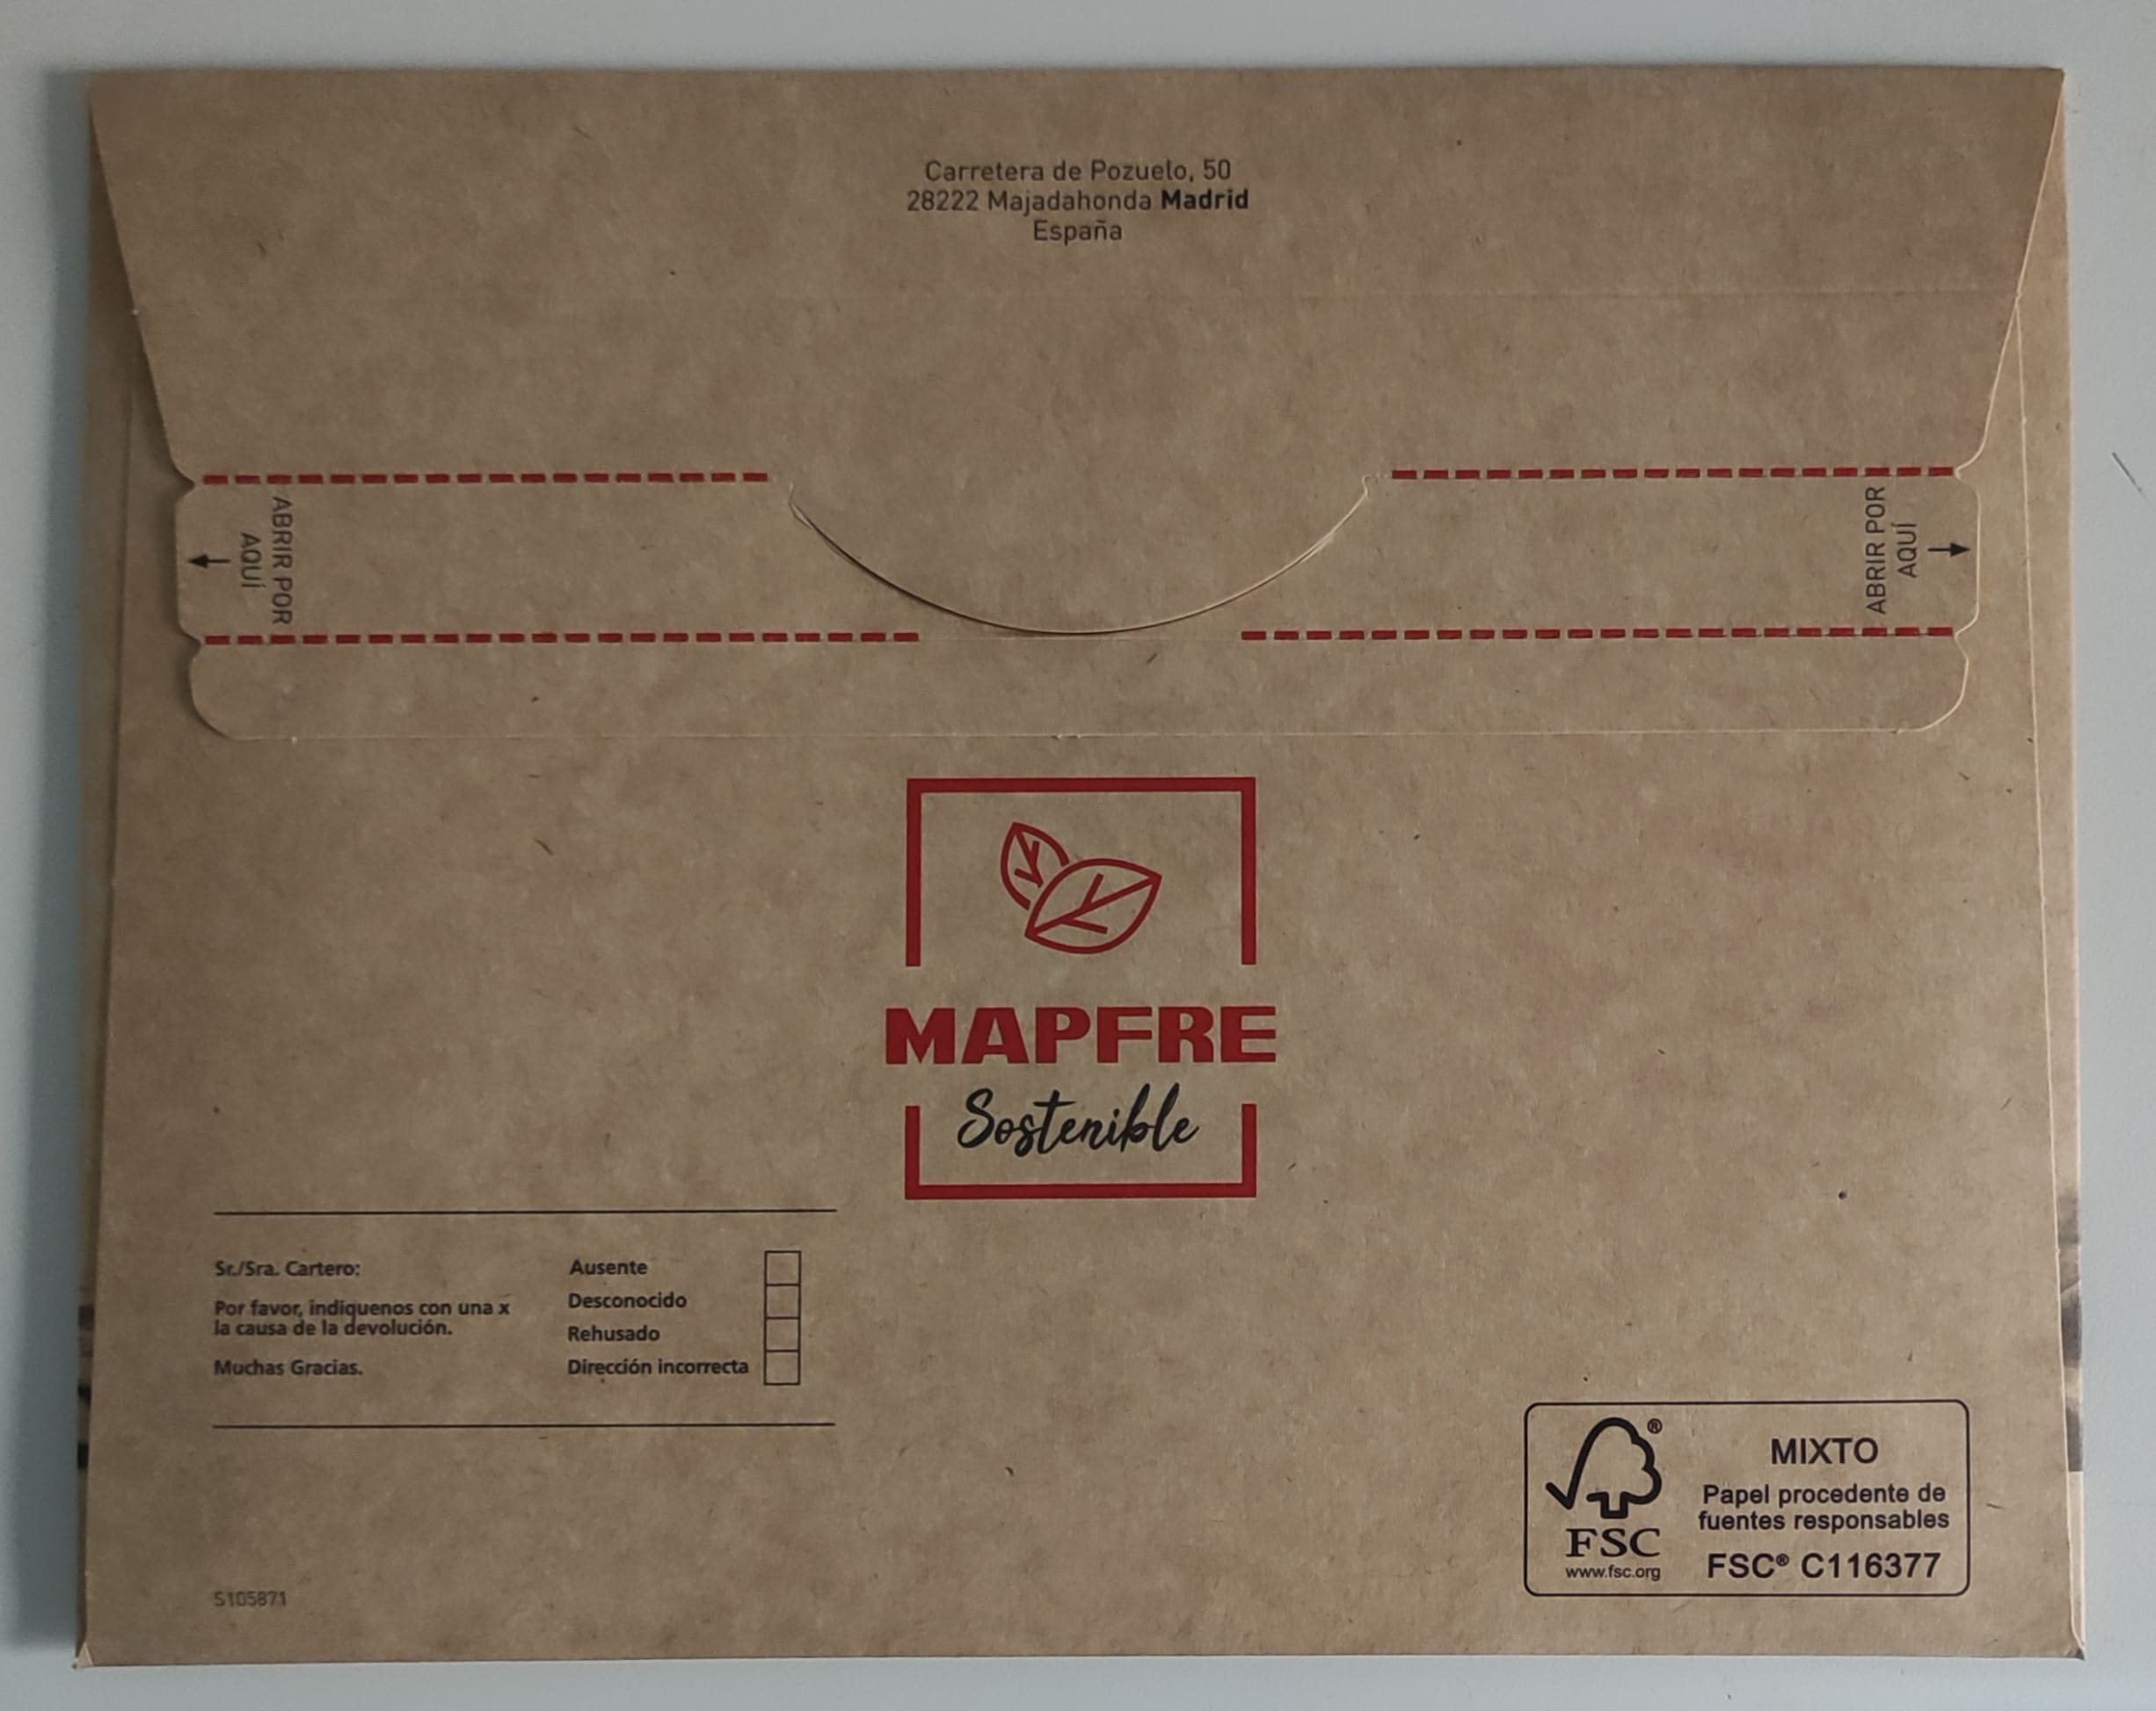 Carretera de Pozuelo, 50
28222 Majadahonda Madrid
España
ABRIR POR
AQUÍ
ABRIR POR
AQUÍ
MAPFRE
Sostenible
Sr./Sra. Cartero:
Por favor, indiquenos con una x
la causa de la devolución.
Muchas Gracias.
Ausente
Desconocido
Rehusado
Dirección incorrecta
S105871
®
FSC
www.fsc.org
MIXTO
Papel procedente de
fuentes responsables
FSC® C116377